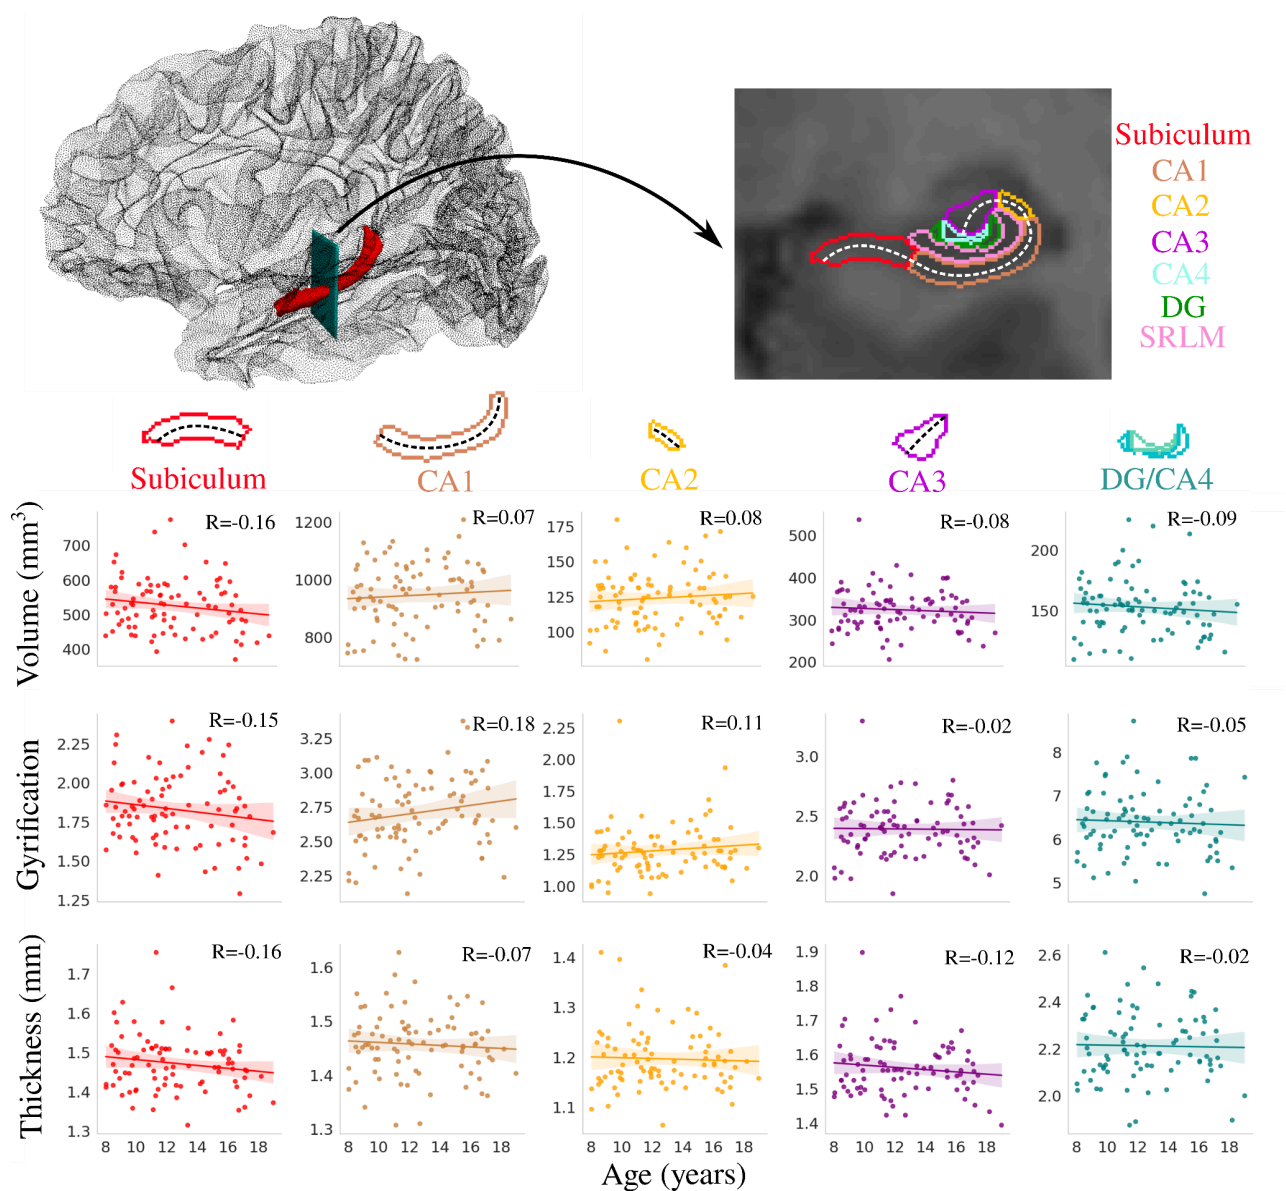 Subiculum
CA1
CA2
CA3
CA4
DG
SRLM
Subiculum CA1 CA2 CA3 DG/CA4
Volume (mm³)
R=-0.16 R=0.07 R=0.08 R=-0.08 R=-0.09
700 600 500 400
1200 1000 800
175 150 125 100
500 400 300 200
200 150
Gyrification
R=-0.15 R=0.18 R=0.11 R=-0.02 R=-0.05
2.25 2.00 1.75 1.50 1.25
3.25 3.00 2.75 2.50 2.25
2.25 2.00 1.75 1.50 1.25 1.00
3.0 2.5 2.0
8 7 6 5
Thickness (mm)
R=-0.16 R=-0.07 R=-0.04 R=-0.12 R=-0.02
1.7 1.6 1.5 1.4 1.3
1.6 1.5 1.4 1.3
1.4 1.3 1.2 1.1
1.9 1.8 1.7 1.6 1.5 1.4
2.6 2.4 2.2 2.0
8 10 12 14 16 18 8 10 12 14 16 18 8 10 12 14 16 18 8 10 12 14 16 18 8 10 12 14 16 18
Age (years)